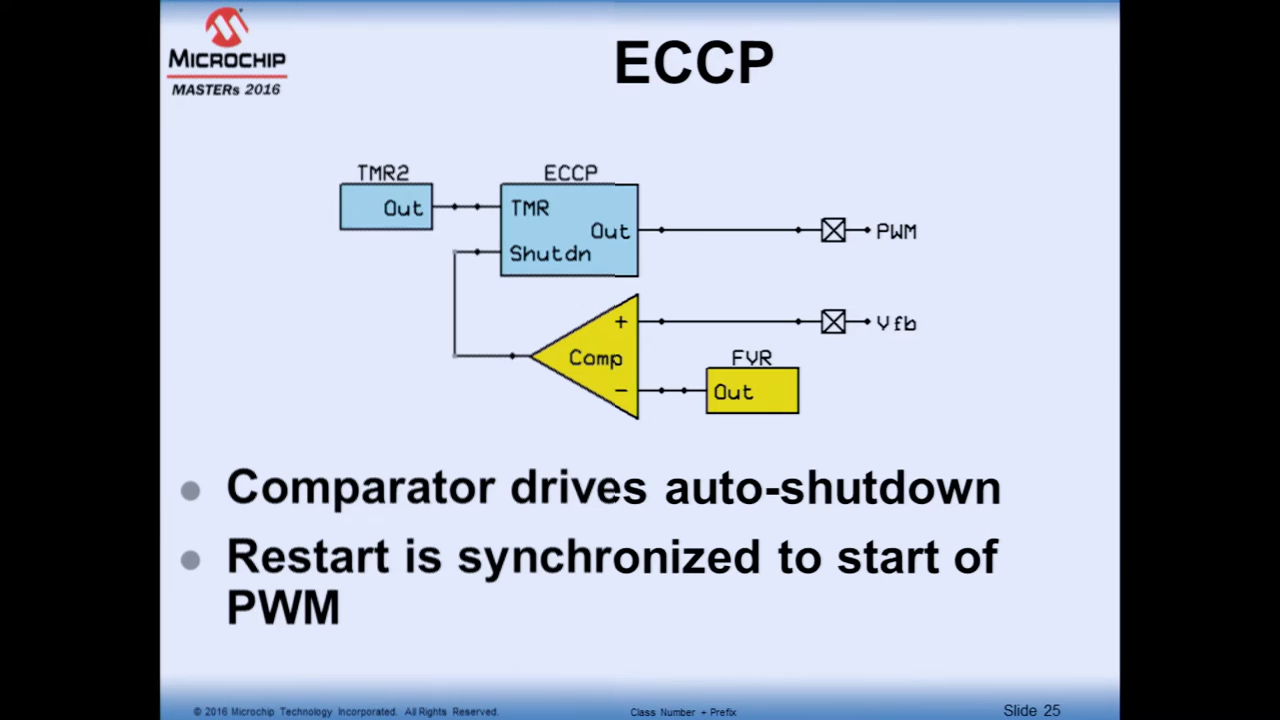 MICROCHIP
MASTERs 2016
ECCP
TMR2
Out
ECCP
TMR
Out
Shutdn
PWM
+
Comp
−
Vfb
FVR
Out
Comparator drives auto-shutdown
Restart is synchronized to start of
PWM
© 2016 Microchip Technology Incorporated. All Rights Reserved.
Class Number + Prefix
Slide 25